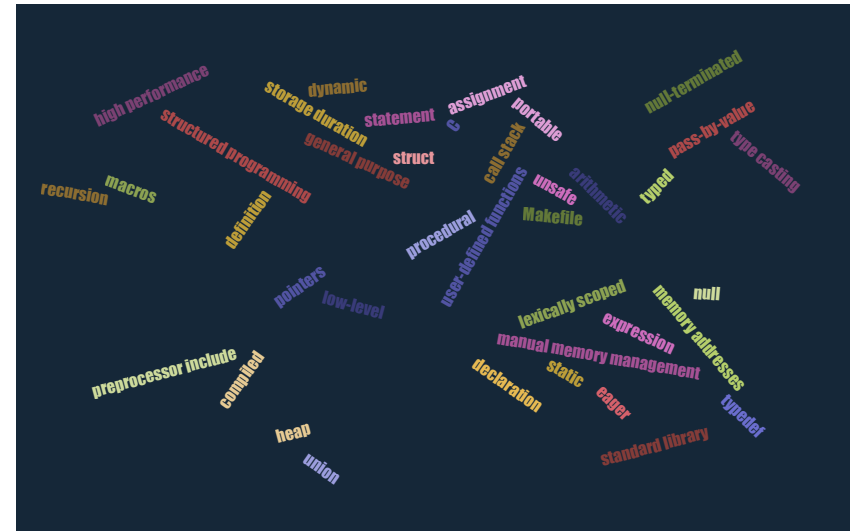 high performance
dynamic
storage duration
assignment
null-terminated
statement
c
portable
structured programming
general purpose
struct
call stack
pass-by-value
type casting
recursion
macros
unsafe
arithmetic
typed
definition
procedural
user-defined functions
Makefile
pointers
low-level
lexically scoped
null
memory addresses
expression
manual memory management
preprocessor include
compiled
declaration
static
eager
typedef
heap
standard library
union